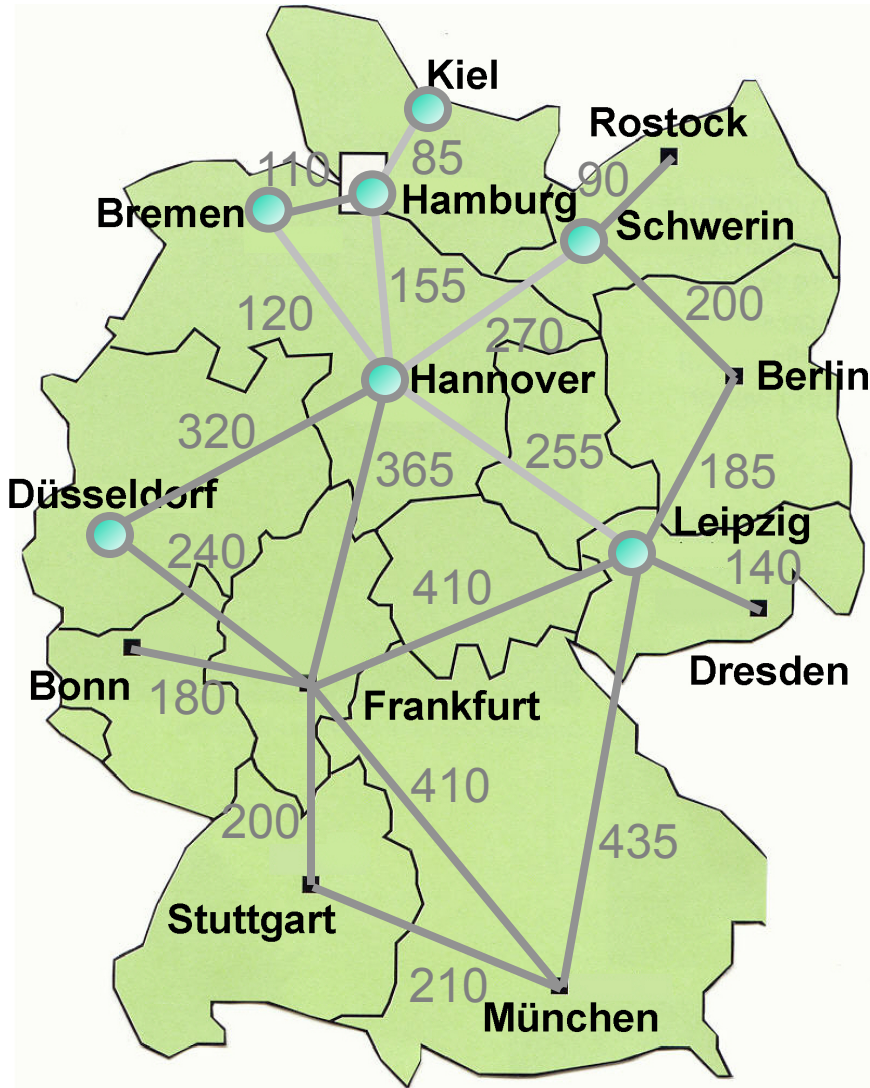 Kiel
Rostock
110
85
90
Bremen
Hamburg
Schwerin
155
120
200
270
Hannover
Berlin
320
365
255
185
Düsseldorf
Leipzig
240
410
140
Bonn
180
Dresden
Frankfurt
410
200
435
Stuttgart
210
München